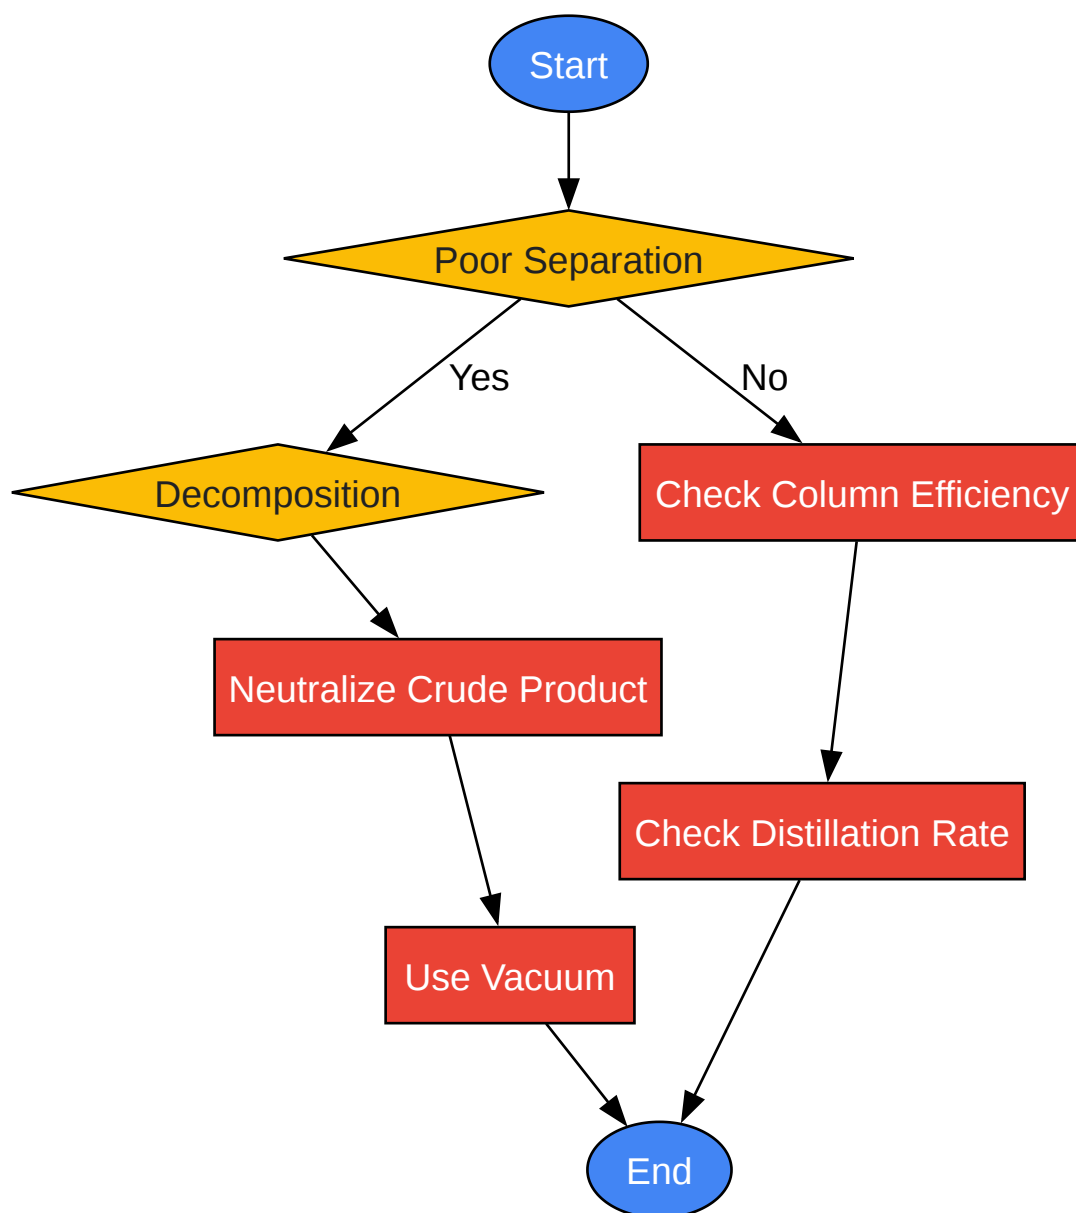 Start
Poor Separation
Yes
No
Decomposition
Check Column Efficiency
Neutralize Crude Product
Check Distillation Rate
Use Vacuum
End